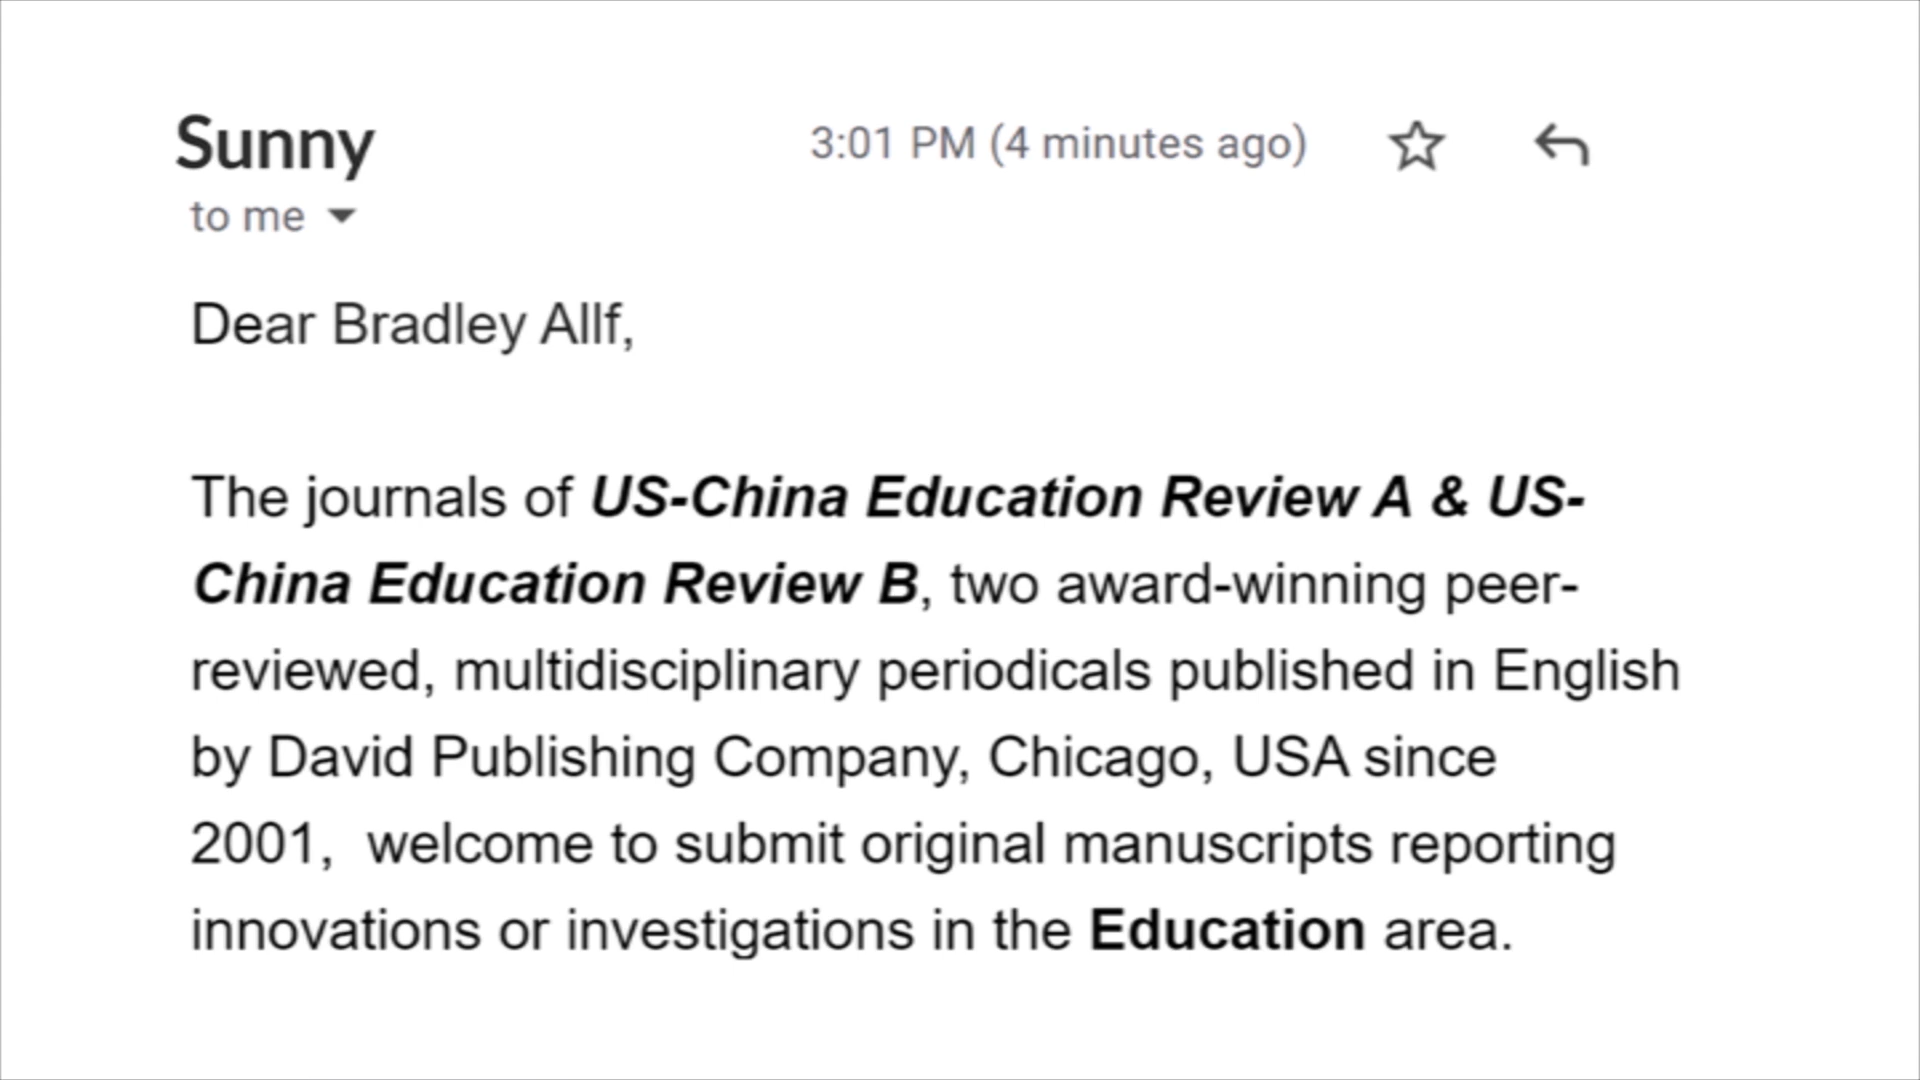 Sunny 3:01 PM (4 minutes ago)
to me
Dear Bradley Allf,
The journals of US-China Education Review A & US-
China Education Review B, two award-winning peer-
reviewed, multidisciplinary periodicals published in English
by David Publishing Company, Chicago, USA since
2001,  welcome to submit original manuscripts reporting
innovations or investigations in the Education area.